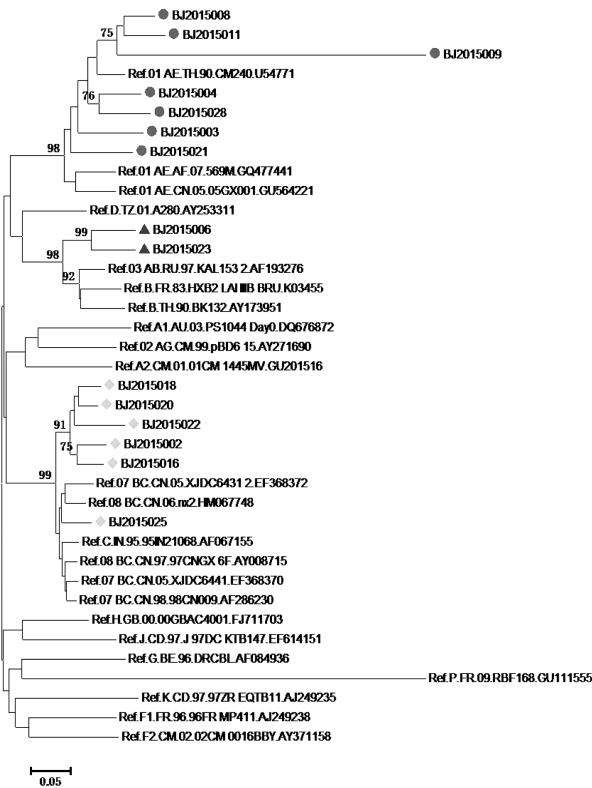 BJ2015008
75
BJ2015011
BJ2015009
Ref.01 AE.TH.90.CM240.U54771
76
BJ2015004
BJ2015028
BJ2015003
98
BJ2015021
Ref.01 AE.AF.07.569M.GQ477441
Ref.01 AE.CN.05.05GX001.GU564221
Ref.D.TZ.01.A280.AY253311
99
BJ2015006
BJ2015023
98
Ref.03 AB.RU.97.KAL153 2.AF193276
92
Ref.B.FR.83.HXB2 LAI IIIB BRU.K03455
Ref.B.TH.90.BK132.AY173951
Ref.A1.AU.03.PS1044 Day0.DQ676872
Ref.02 AG.CM.99.pBD6 15.AY271690
Ref.A2.CM.01.01CM 1445MV.GU201516
BJ2015018
BJ2015020
91
BJ2015022
75
BJ2015002
BJ2015016
99
Ref.07 BC.CN.05.XJDC6431 2.EF368372
Ref.08 BC.CN.06.nx2.HM067748
BJ2015025
Ref.C.IN.95.95IN21068.AF067155
Ref.08 BC.CN.97.97CNGX 6F.AY008715
Ref.07 BC.CN.05.XJDC6441.EF368370
Ref.07 BC.CN.98.98CN009.AF286230
Ref.H.GB.00.00GBAC4001.FJ711703
Ref.J.CD.97.J 97DC KTB147.EF614151
Ref.G.BE.96.DRCBL.AF084936
Ref.P.FR.09.RBF168.GU111555
Ref.K.CD.97.97ZR EQTB11.AJ249235
Ref.F1.FR.96.96FR MP411.AJ249238
Ref.F2.CM.02.02CM 0016BBY.AY371158
0.05